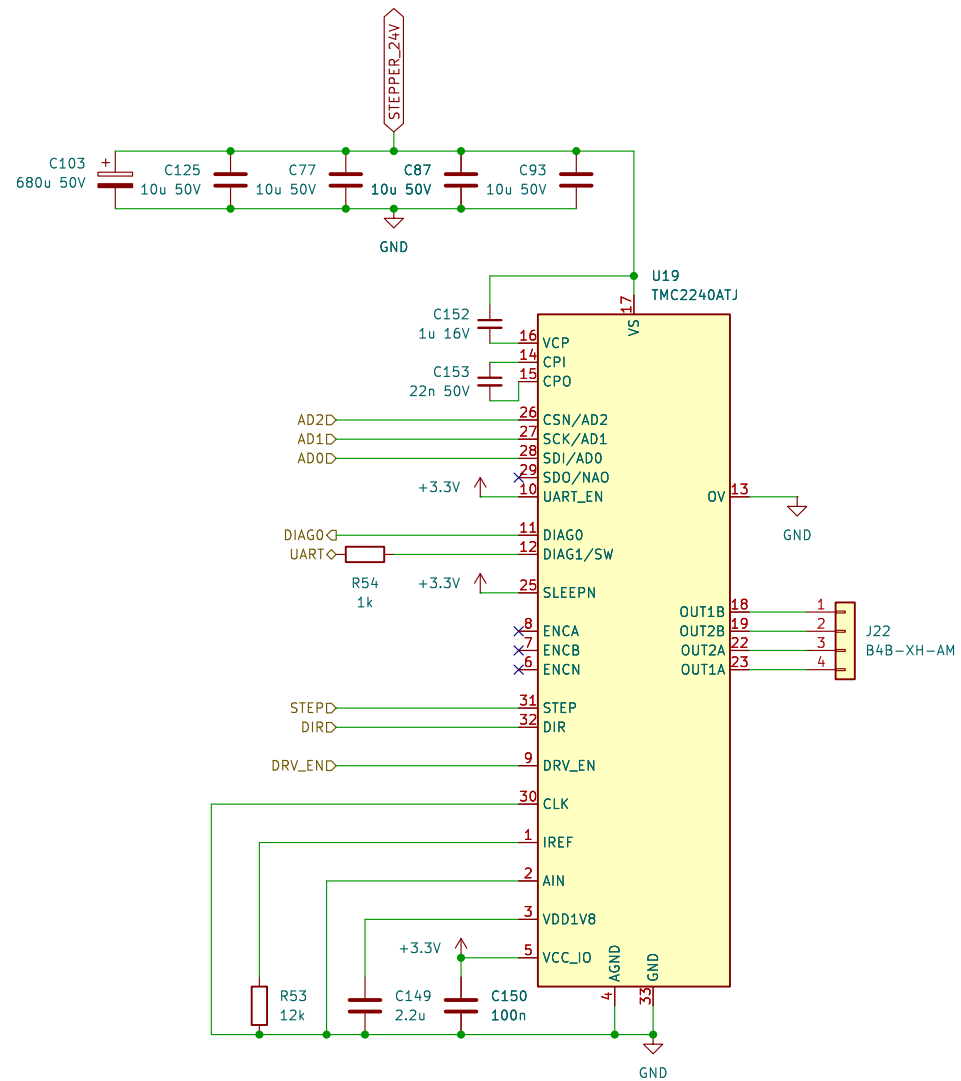 STEPPER_24V
C103
680u 50V
+
C125
10u 50V
C77
10u 50V
C87
10u 50V
C93
10u 50V
GND
U19
TMC2240ATJ
17
VS
C152
1u 16V
16
VCP
14
CPI
C153
22n 50V
15
CPO
AD2
26
CSN/AD2
AD1
27
SCK/AD1
AD0
28
SDI/AD0
29
SDO/NAO
+3.3V
10
UART_EN
OV
13
GND
DIAG0
11
DIAG0
UART
R54
1k
12
DIAG1/SW
+3.3V
25
SLEEPN
8
ENCA
7
ENCB
6
ENCN
OUT1B
18
1
OUT2B
19
2
OUT2A
22
3
OUT1A
23
4
J22
B4B-XH-AM
STEP
31
STEP
DIR
32
DIR
DRV_EN
9
DRV_EN
30
CLK
1
IREF
2
AIN
3
VDD1V8
+3.3V
5
VCC_IO
AGND
4
GND
33
R53
12k
C149
2.2u
C150
100n
GND